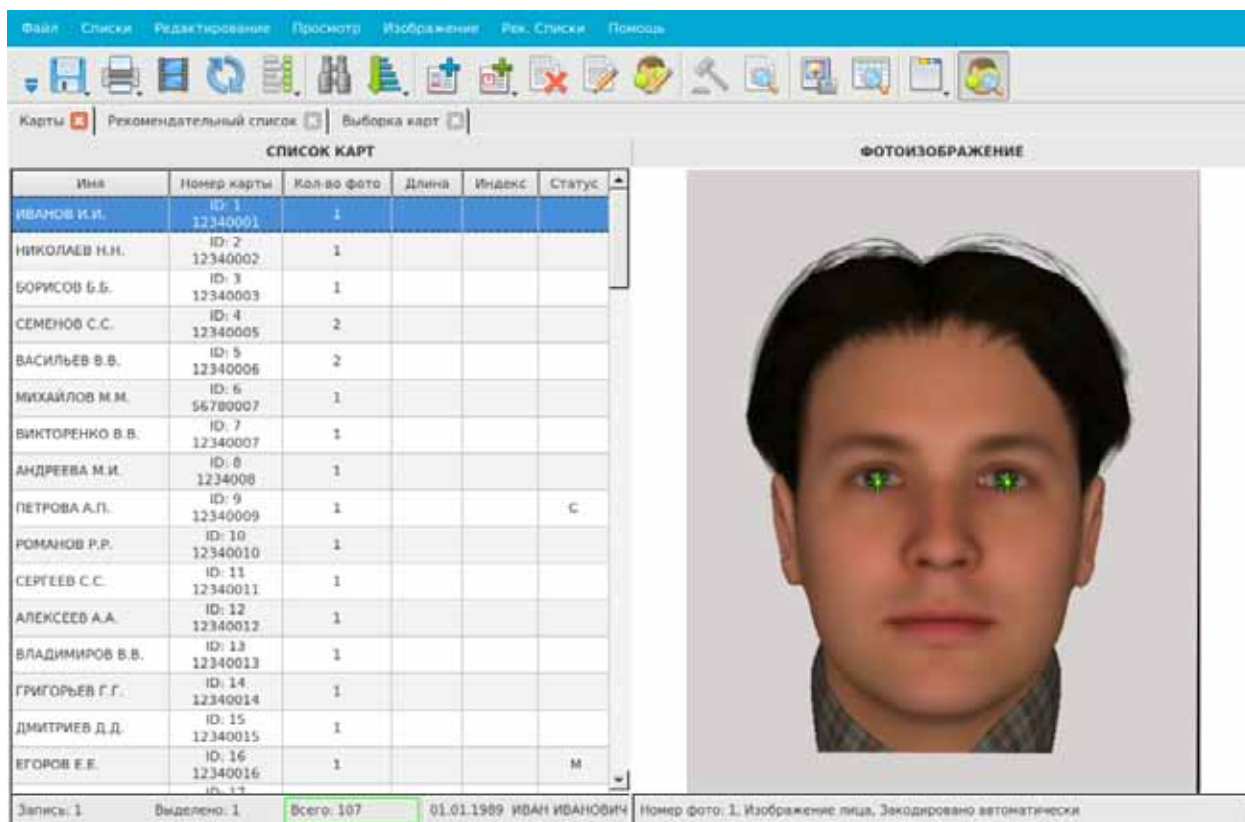 Файл Списки Редактирование Просмотр Изображение Рек. Списки Помощь
Карты Рекомендательный список Выборка карт
СПИСОК КАРТ
ФОТОИЗОБРАЖЕНИЕ
Имя Номер карты Кол-во фото Длина Индекс Статус
ИВАНОВ И.И. ID: 1 12340001 1
НИКОЛАЕВ Н.Н. ID: 2 12340002 1
БОРИСОВ Б.Б. ID: 3 12340003 1
СЕМЕНОВ С.С. ID: 4 12340005 2
ВАСИЛЬЕВ В.В. ID: 5 12340006 2
МИХАЙЛОВ М.М. ID: 6 56780007 1
ВИКТОРЕНКО В.В. ID: 7 12340007 1
АНДРЕЕВА М.И. ID: 8 1234008 1
ПЕТРОВА А.П. ID: 9 12340009 1 С
РОМАНОВ Р.Р. ID: 10 12340010 1
СЕРГЕЕВ С.С. ID: 11 12340011 1
АЛЕКСЕЕВ А.А. ID: 12 12340012 1
ВЛАДИМИРОВ В.В. ID: 13 12340013 1
ГРИГОРЬЕВ Г.Г. ID: 14 12340014 1
ДМИТРИЕВ Д.Д. ID: 15 12340015 1
ЕГОРОВ Е.Е. ID: 16 12340016 1 М
ID: 17
Запись: 1 Выделено: 1 Всего: 107 01.01.1989 ИВАН ИВАНОВИЧ Номер фото: 1, Изображение лица, Закодировано автоматически